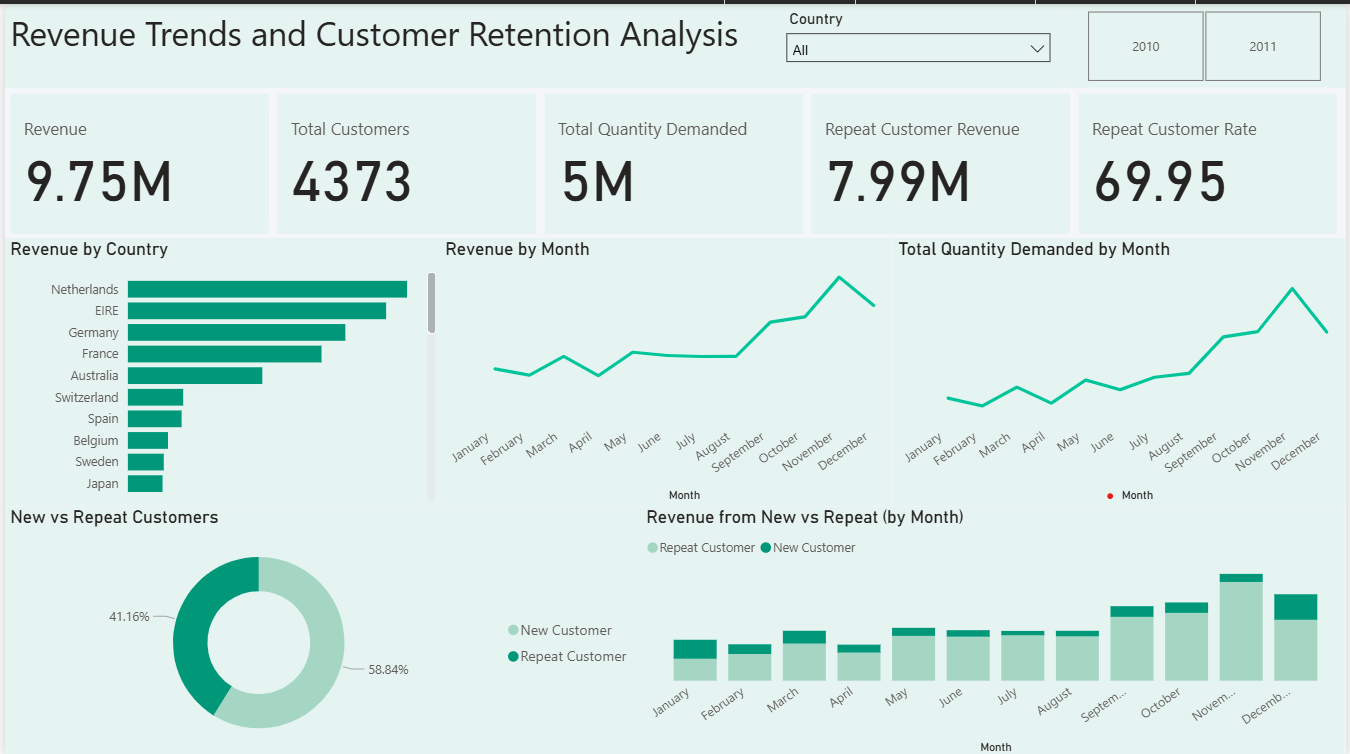 Revenue Trends and Customer Retention Analysis
Country
All
2010
2011
Revenue
9.75M
Total Customers
4373
Total Quantity Demanded
5M
Repeat Customer Revenue
7.99M
Repeat Customer Rate
69.95
Revenue by Country
Netherlands
EIRE
Germany
France
Australia
Switzerland
Spain
Belgium
Sweden
Japan
Revenue by Month
January
February
March
April
May
June
July
August
September
October
November
December
Month
Total Quantity Demanded by Month
January
February
March
April
May
June
July
August
September
October
November
December
Month
New vs Repeat Customers
41.16%
58.84%
New Customer
Repeat Customer
Revenue from New vs Repeat (by Month)
Repeat Customer
New Customer
January
February
March
April
May
June
July
August
Septem...
October
Novem...
Decemb...
Month